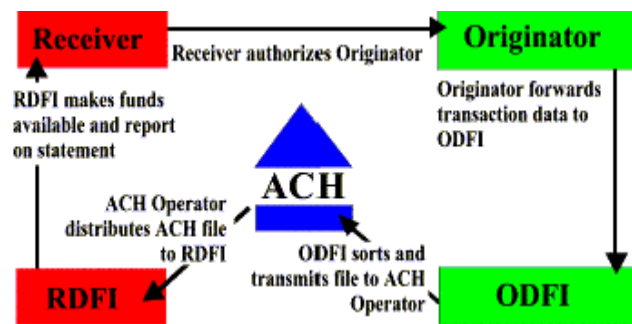 Receiver
Receiver authorizes Originator
Originator
RDFI makes funds
available and report
on statement
Originator forwards
transaction data to
ODFI
ACH
ACH Operator
distributes ACH file
to RDFI
ODFI sorts and
transmits file to ACH
Operator
RDFI
ODFI